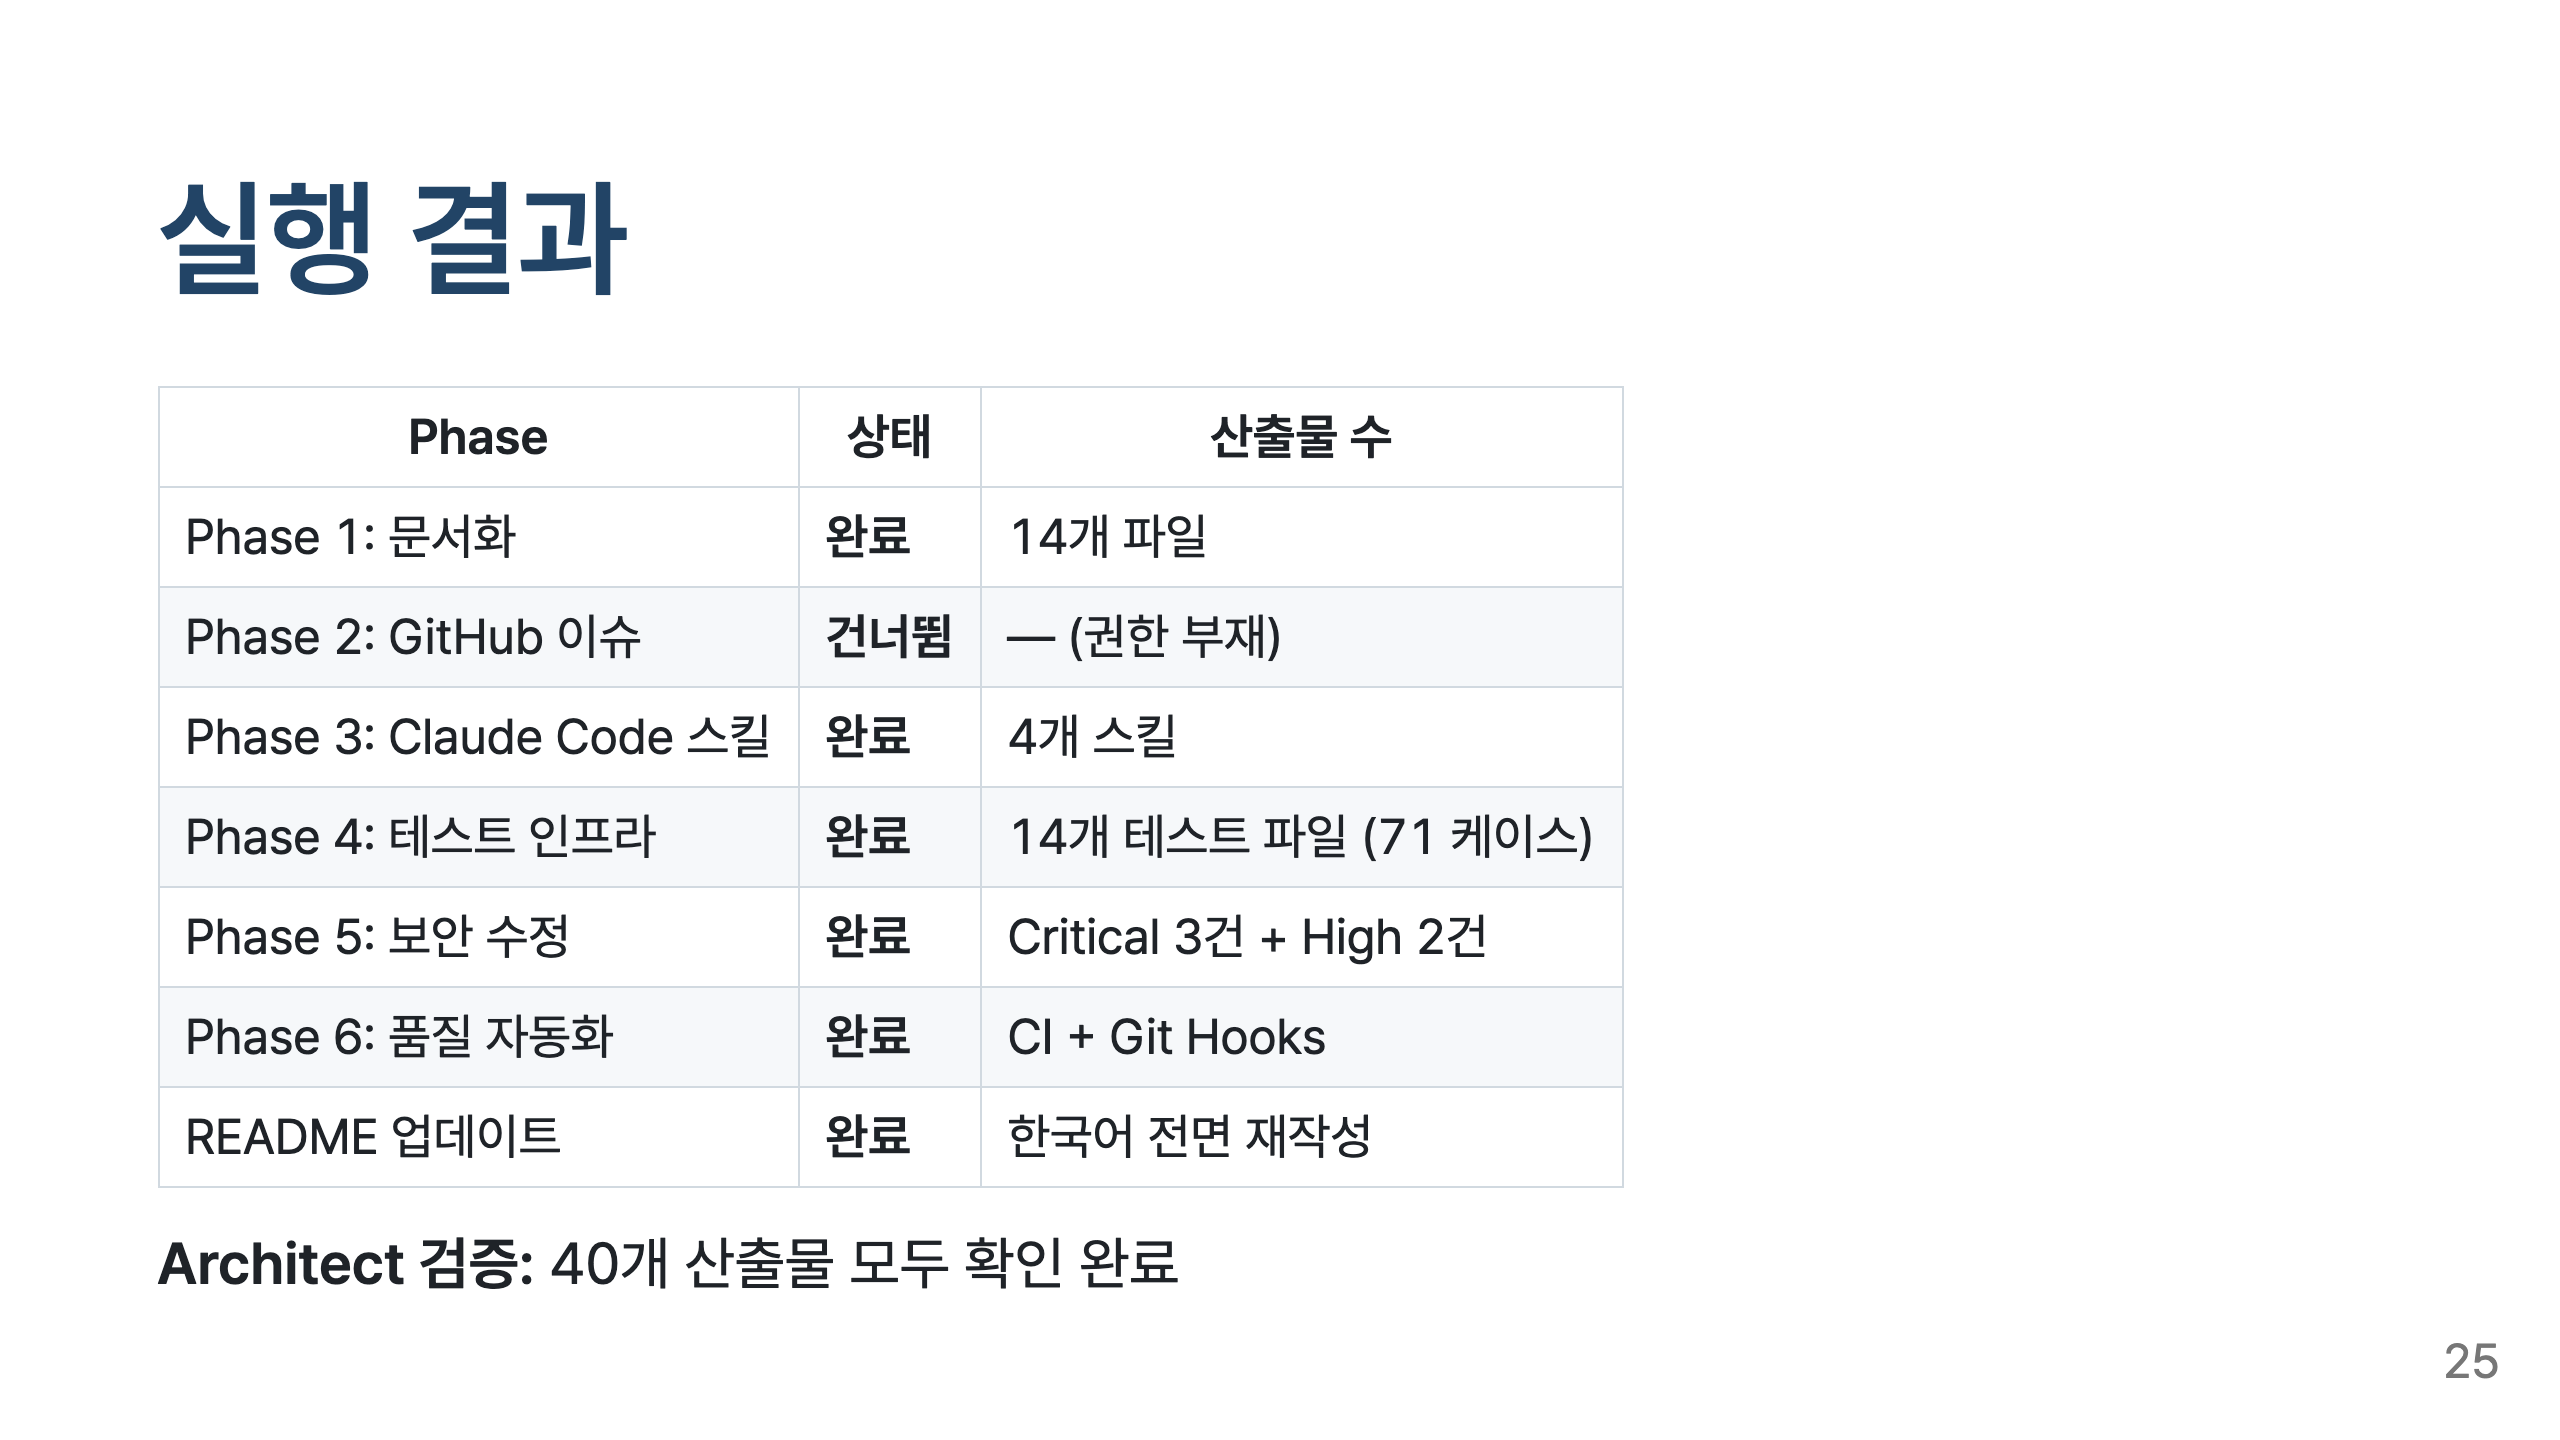 실행 결과
Phase 상태 산출물 수
Phase 1: 문서화 완료 14개 파일
Phase 2: GitHub 이슈 건너뜀 — (권한 부재)
Phase 3: Claude Code 스킬 완료 4개 스킬
Phase 4: 테스트 인프라 완료 14개 테스트 파일 (71 케이스)
Phase 5: 보안 수정 완료 Critical 3건 + High 2건
Phase 6: 품질 자동화 완료 CI + Git Hooks
README 업데이트 완료 한국어 전면 재작성
Architect 검증: 40개 산출물 모두 확인 완료
25